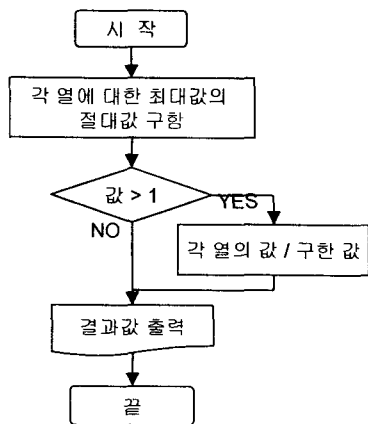 시 작
각 열에 대한 최대값의
절대값 구함
값 > 1
YES
NO
각 열의 값 / 구한 값
결과값 출력
끝